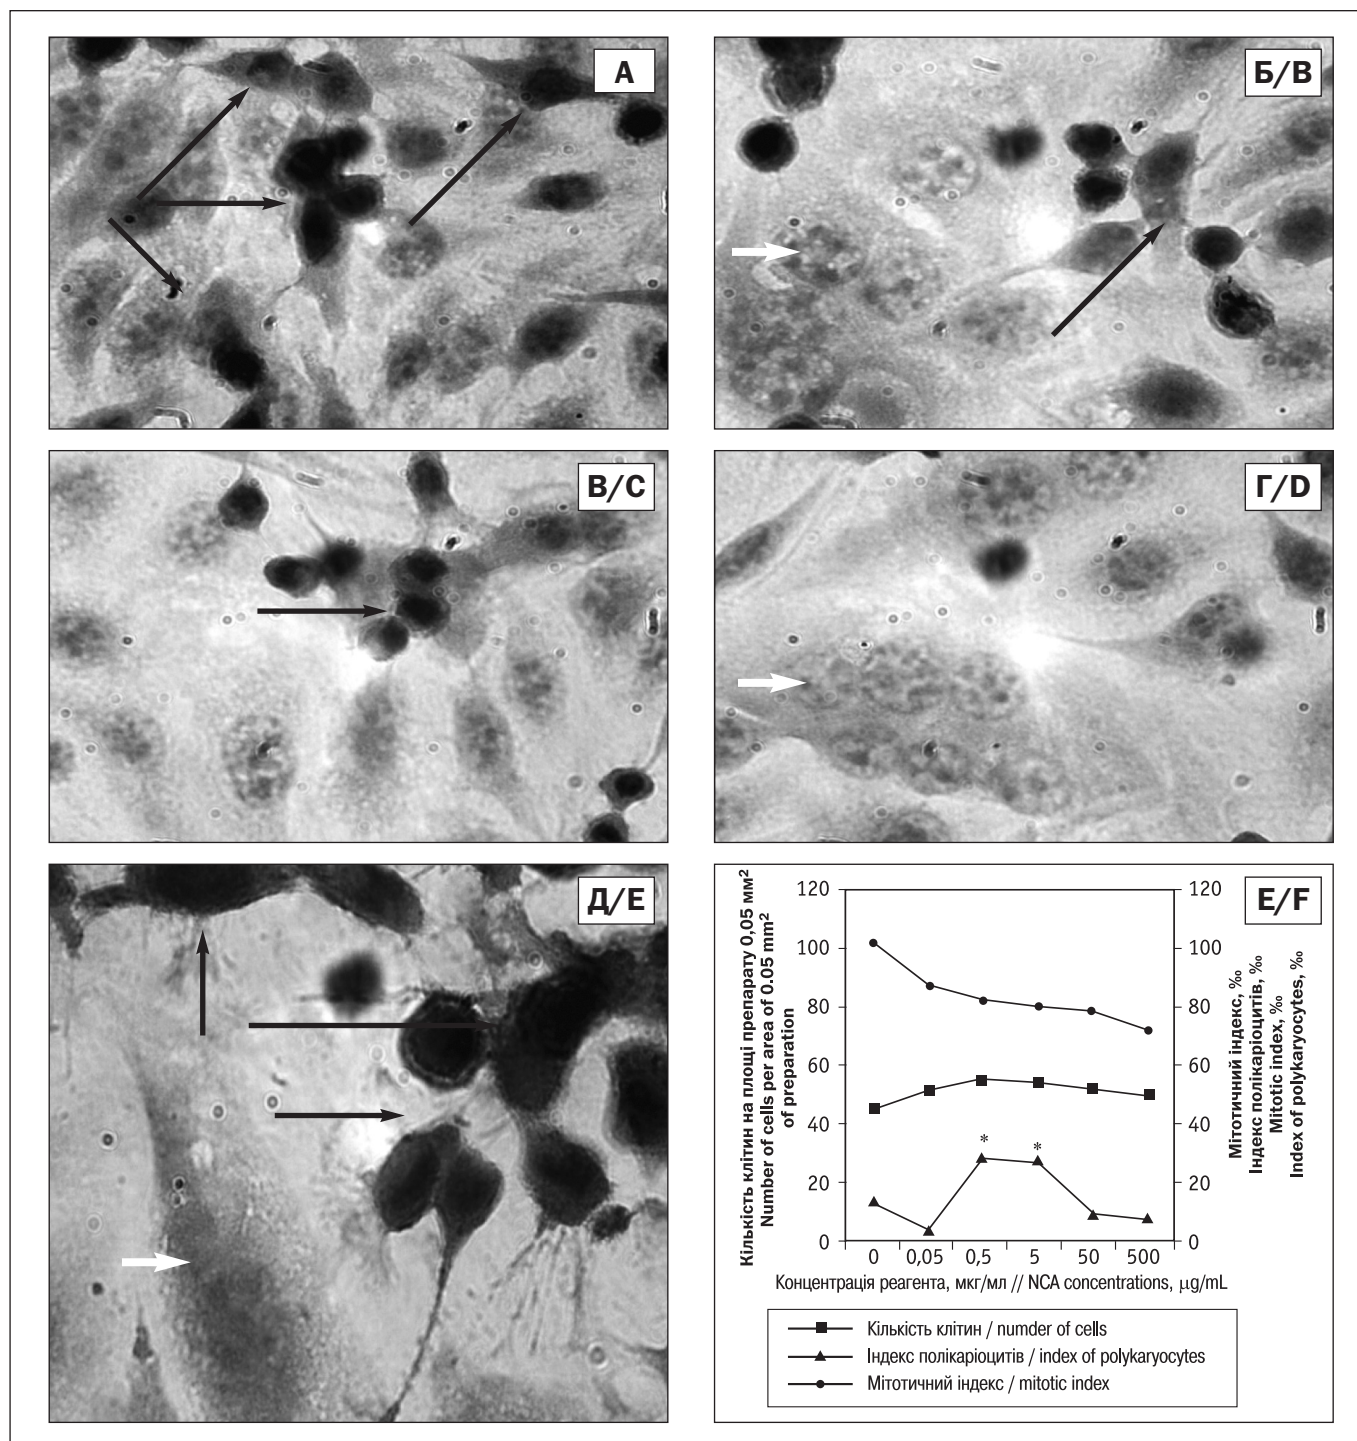 А
Б/B
В/C
Г/D
Д/E
Е/F
Кількість клітин на площі препарату 0,05 мм²
Number of cells per area of 0.05 mm²
of preparation
120
100
80
60
40
20
0
120
100
80
60
40
20
0
Мітотичний індекс, ‰
Індекс полікаріоцитів, ‰
Mitotic index, ‰
Index of polykaryocytes, ‰
* *
0 0,05 0,5 5 50 500
Концентрація реагента, мкг/мл // NCA concentrations, µg/mL
Кількість клітин / numder of cells
Індекс полікаріоцитів / index of polykaryocytes
Мітотичний індекс / mitotic index